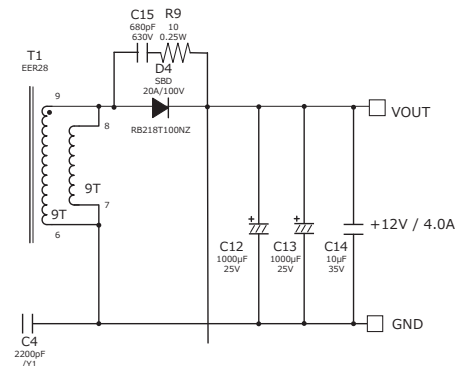 C15
680pF
630V
R9
10
0.25W
T1
EER28
D4
SBD
20A/100V
RB218T100NZ
9
8
VOUT
9T
7
9T
6
+12V / 4.0A
C12
1000μF
25V
C13
1000μF
25V
C14
10μF
35V
GND
C4
2200pF
/Y1